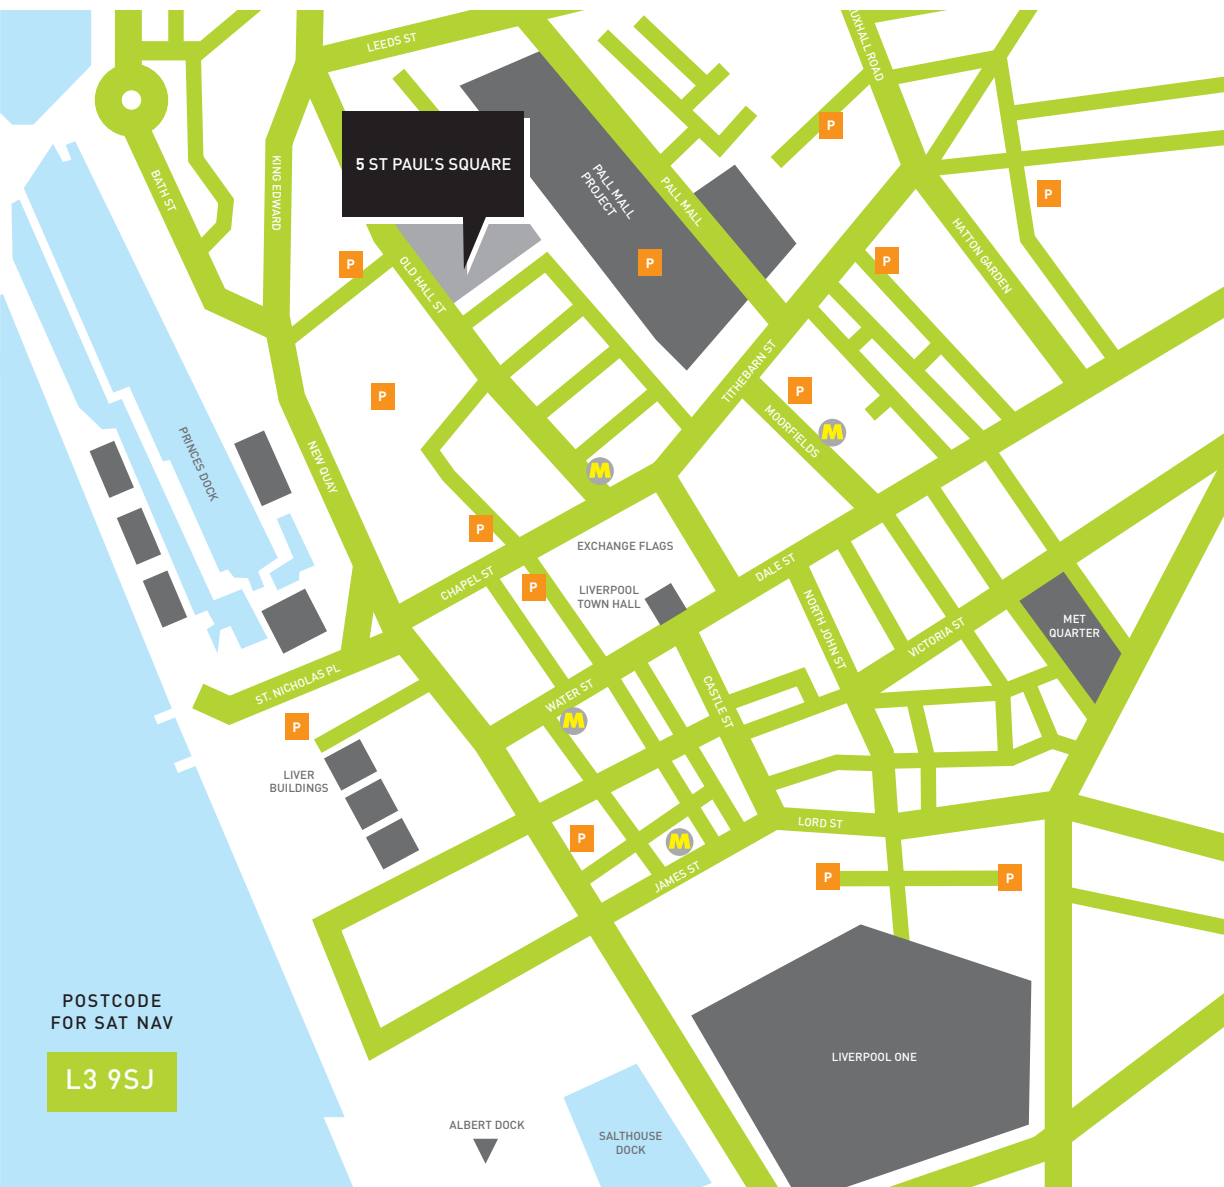 LEEDS ST
UXHALL ROAD
P
5 ST PAUL'S SQUARE
KING EDWARD
BATH ST
PALL MALL
PROJECT
PALL MALL
P
HATTON GARDEN
P
P
P
OLD HALL ST
TITHEBARN ST
P
P
MOORFIELDS
M
PRINCES DOCK
NEW QUAY
M
P
EXCHANGE FLAGS
CHAPEL ST
P
LIVERPOOL
TOWN HALL
DALE ST
NORTH JOHN ST
VICTORIA ST
MET
QUARTER
ST. NICHOLAS PL
WATER ST
CASTLE ST
M
P
LIVER
BUILDINGS
LORD ST
P
M
JAMES ST
P
P
POSTCODE
FOR SAT NAV
L3 9SJ
LIVERPOOL ONE
ALBERT DOCK
SALTHOUSE
DOCK